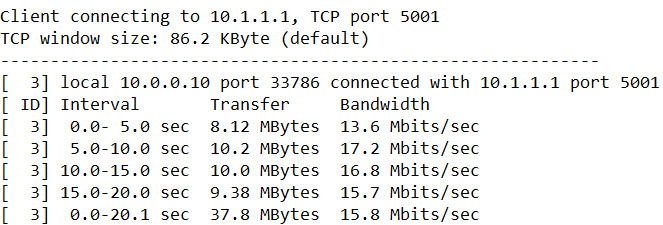 Client connecting to 10.1.1.1, TCP port 5001
TCP window size: 86.2 KByte (default)
------------------------------------------------------------
[  3] local 10.0.0.10 port 33786 connected with 10.1.1.1 port 5001
[ ID] Interval       Transfer     Bandwidth
[  3]  0.0- 5.0 sec  8.12 MBytes  13.6 Mbits/sec
[  3]  5.0-10.0 sec  10.2 MBytes  17.2 Mbits/sec
[  3] 10.0-15.0 sec  10.0 MBytes  16.8 Mbits/sec
[  3] 15.0-20.0 sec  9.38 MBytes  15.7 Mbits/sec
[  3]  0.0-20.1 sec  37.8 MBytes  15.8 Mbits/sec